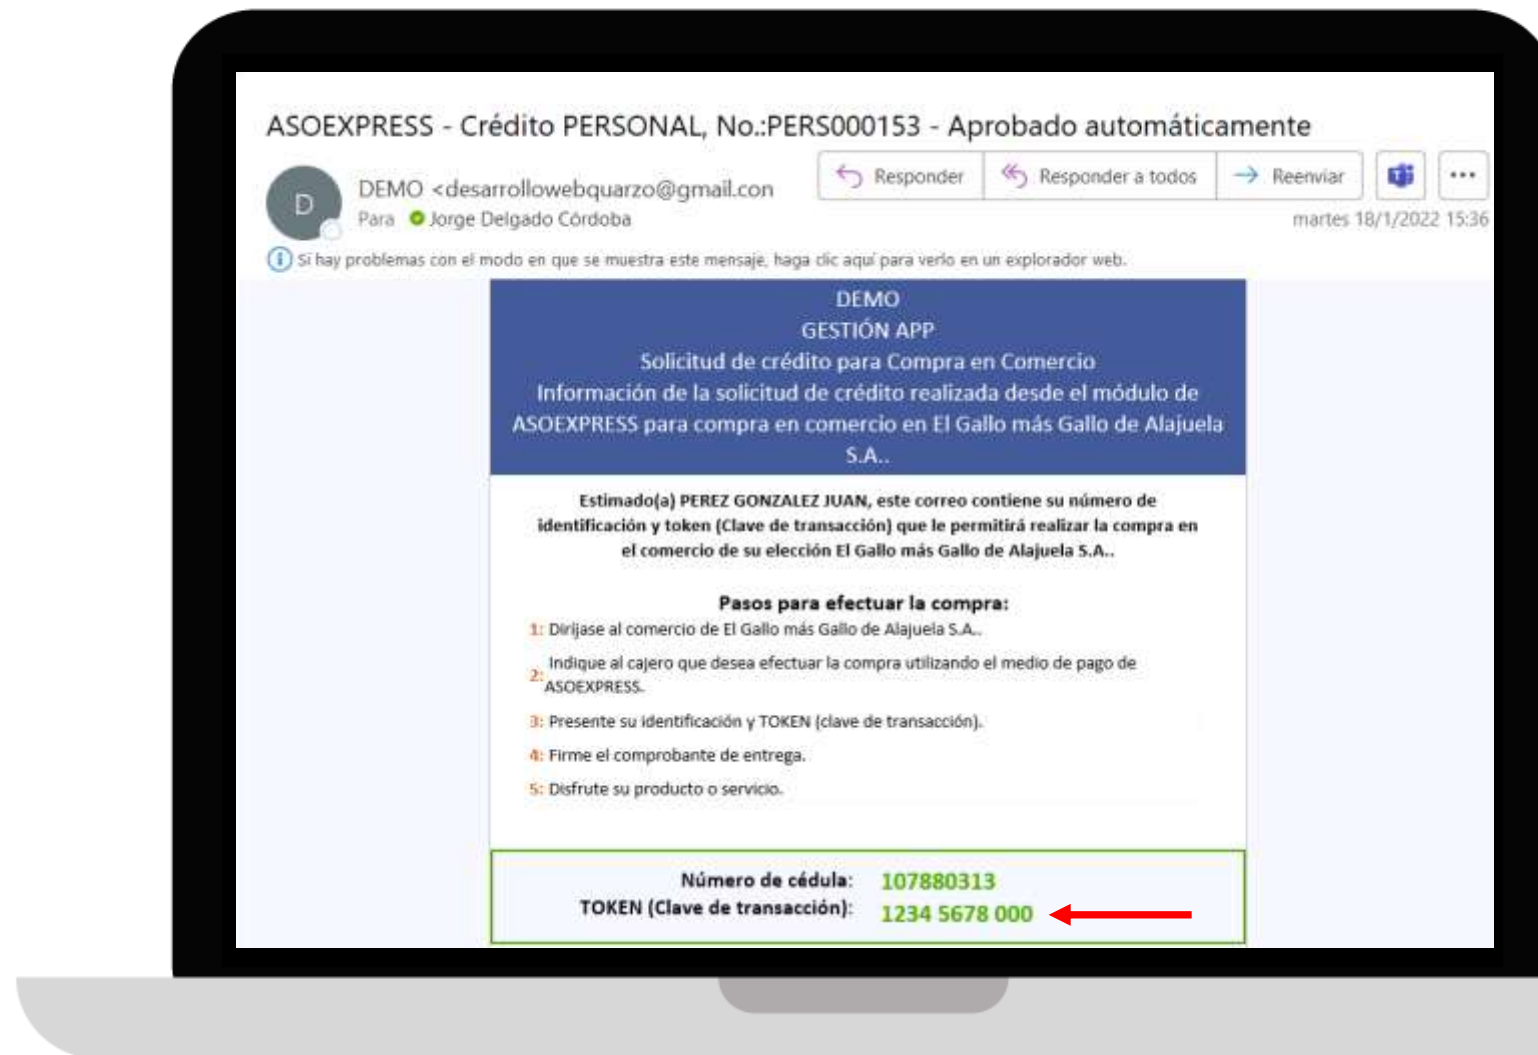 ASOEXPRESS - Crédito PERSONAL, No.:PERS000153 - Aprobado automáticamente
D
DEMO <desarrollowebquarzo@gmail.con
Responder
Responder a todos
Reenviar
Para Jorge Delgado Córdoba
martes 18/1/2022 15:36
Si hay problemas con el modo en que se muestra este mensaje, haga clic aquí para verlo en un explorador web.
DEMO
GESTIÓN APP
Solicitud de crédito para Compra en Comercio
Información de la solicitud de crédito realizada desde el módulo de
ASOEXPRESS para compra en comercio en El Gallo más Gallo de Alajuela
S.A..
Estimado(a) PEREZ GONZALEZ JUAN, este correo contiene su número de
identificación y token (Clave de transacción) que le permitirá realizar la compra en
el comercio de su elección El Gallo más Gallo de Alajuela S.A..
Pasos para efectuar la compra:
1: Diríjase al comercio de El Gallo más Gallo de Alajuela S.A..
2: Indique al cajero que desea efectuar la compra utilizando el medio de pago de
ASOEXPRESS.
3: Presente su identificación y TOKEN (clave de transacción).
4: Firme el comprobante de entrega.
5: Disfrute su producto o servicio.
Número de cédula: 107880313
TOKEN (Clave de transacción): 1234 5678 000